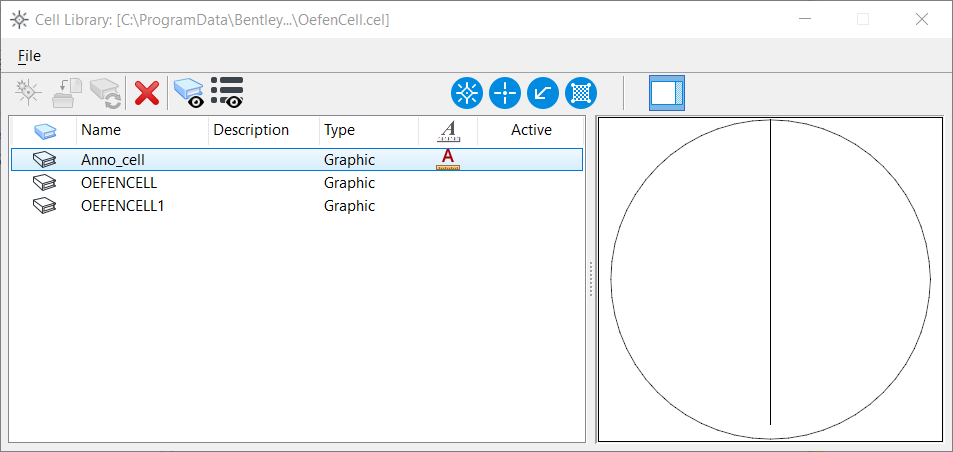 Cell Library: [C:\ProgramData\Bentley...\OefenCell.cel]
File
Name Description Type A Active
Anno_cell Graphic A
OEFENCELL Graphic
OEFENCELL1 Graphic